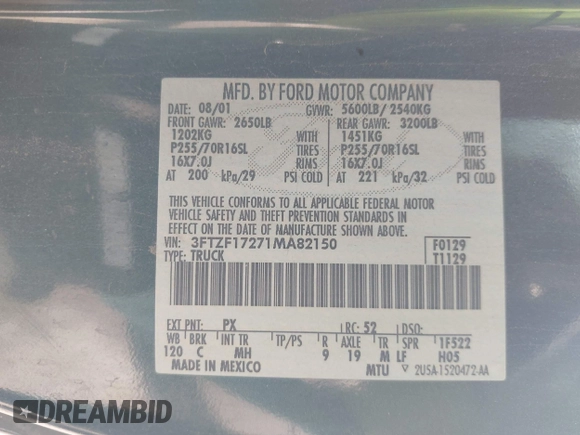 MFD. BY FORD MOTOR COMPANY
DATE: 08/01 GVWR: 5600LB/ 2540KG
FRONT GAWR: 2650LB REAR GAWR: 3200LB
1202KG WITH 1451KG WITH
P255/70R16SL TIRES P255/70R16SL TIRES
16X7.0J RIMS 16X7.0J RIMS
AT 200 kPa/29 PSI COLD AT 221 kPa/32 PSI COLD
THIS VEHICLE CONFORMS TO ALL APPLICABLE FEDERAL MOTOR
VEHICLE SAFETY AND THEFT PREVENTION STANDARDS IN
EFFECT ON THE DATE OF MANUFACTURE SHOWN ABOVE.
VIN: 3FTZF17271MA82150 F0129
TYPE: TRUCK T1129
EXT PNT: PX RC: 52 DSO:
WB BRK INT TR TP/PS R AXLE TR SPR 1F522
120 C MH 9 19 M LF H05
MADE IN MEXICO MTU 2USA-1520472-AA
DREAMBID